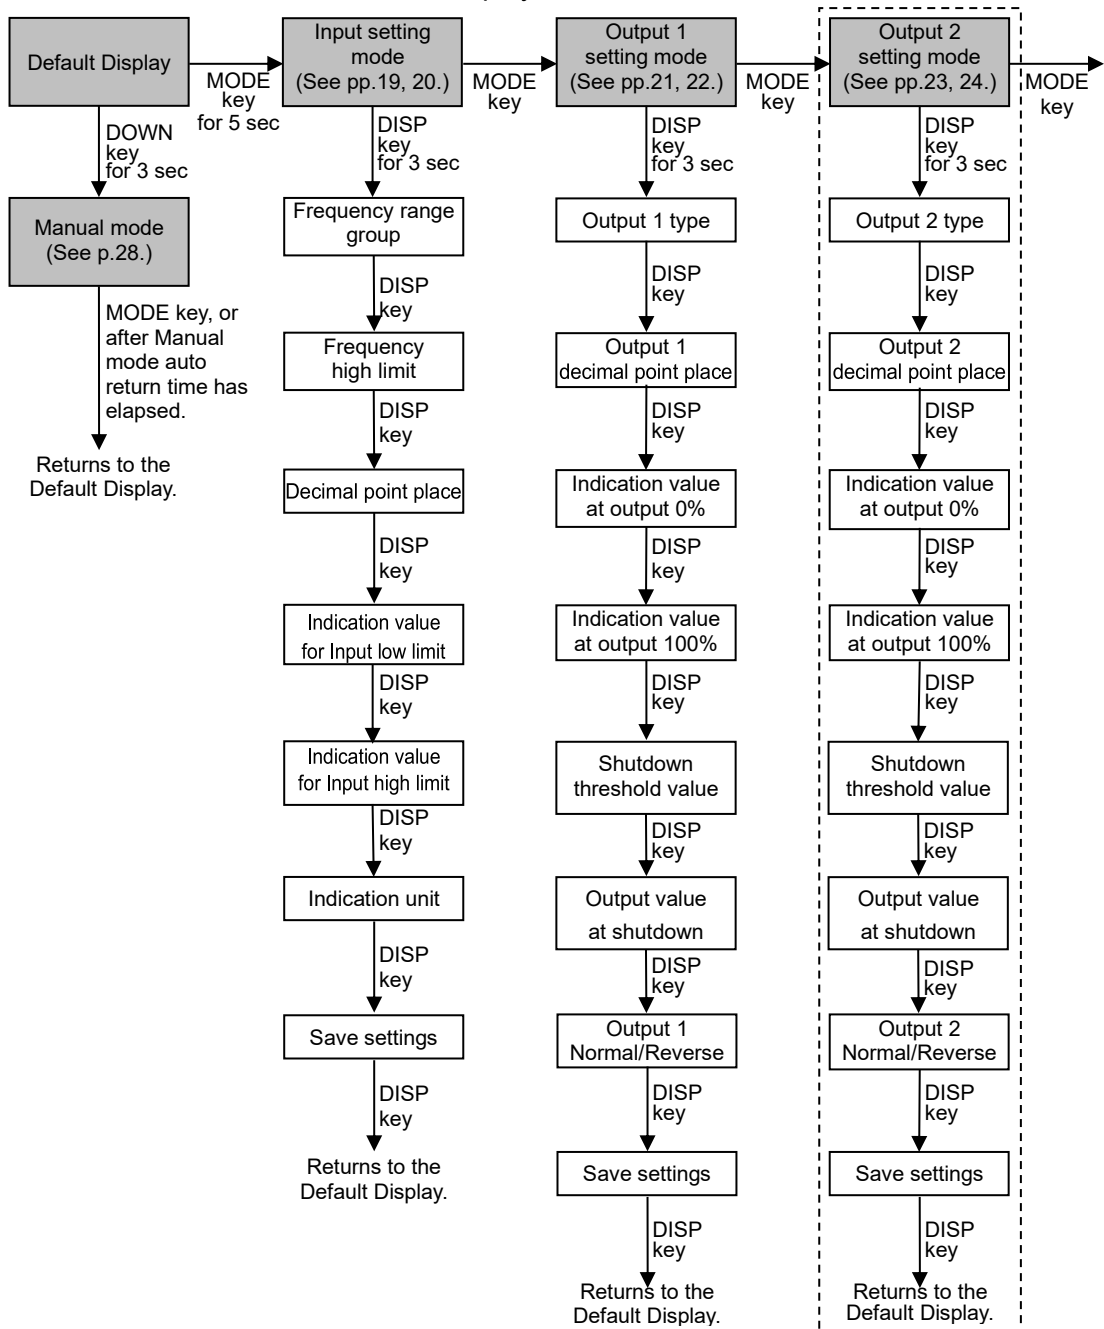 Default Display
MODE
key
for 5 sec
DOWN
key
for 3 sec
Manual mode
(See p.28.)
MODE key, or
after Manual
mode auto
return time has
elapsed.
Returns to the
Default Display.
Input setting
mode
(See pp.19, 20.)
MODE
key
DISP
key
for 3 sec
Frequency range
group
DISP
key
Frequency
high limit
DISP
key
Decimal point place
DISP
key
Indication value
for Input low limit
DISP
key
Indication value
for Input high limit
DISP
key
Indication unit
DISP
key
Save settings
DISP
key
Returns to the
Default Display.
Output 1
setting mode
(See pp.21, 22.)
MODE
key
DISP
key
for 3 sec
Output 1 type
DISP
key
Output 1
decimal point place
DISP
key
Indication value
at output 0%
DISP
key
Indication value
at output 100%
DISP
key
Shutdown
threshold value
DISP
key
Output value
at shutdown
DISP
key
Output 1
Normal/Reverse
DISP
key
Save settings
DISP
key
Returns to the
Default Display.
Output 2
setting mode
(See pp.23, 24.)
MODE
key
DISP
key
for 3 sec
Output 2 type
DISP
key
Output 2
decimal point place
DISP
key
Indication value
at output 0%
DISP
key
Indication value
at output 100%
DISP
key
Shutdown
threshold value
DISP
key
Output value
at shutdown
DISP
key
Output 2
Normal/Reverse
DISP
key
Save settings
DISP
key
Returns to the
Default Display.